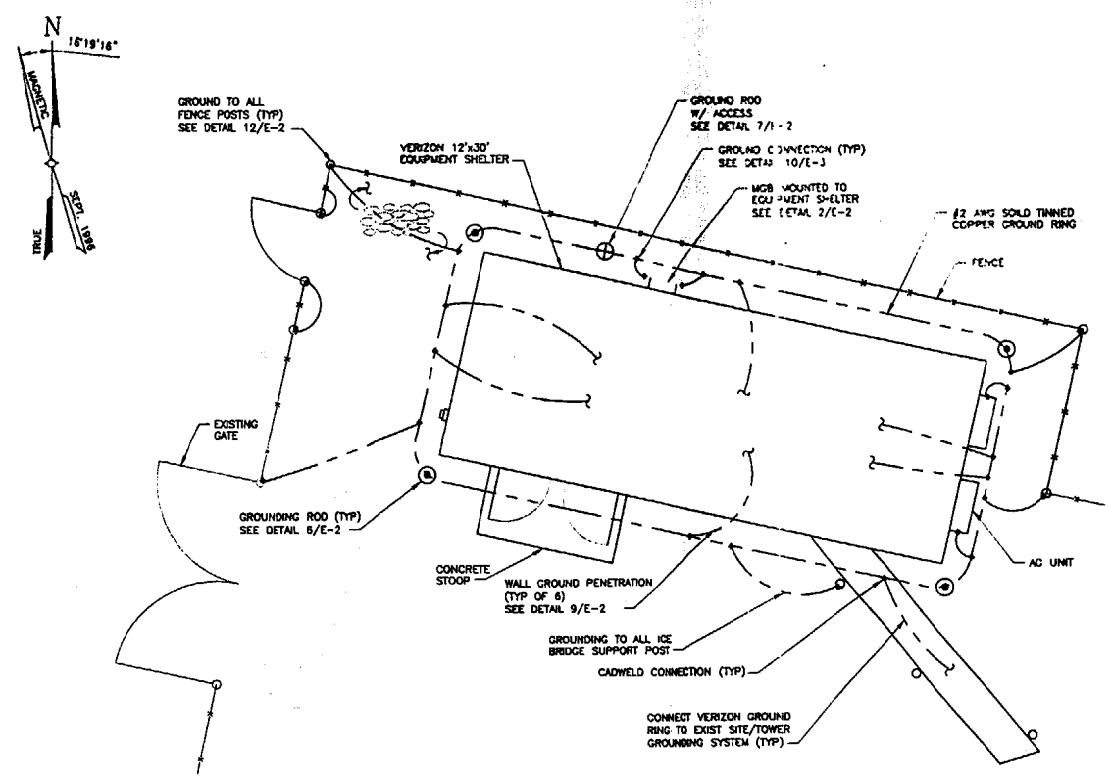 N
16°19'16"
MAGNETIC
TRUE
SEPT. 1996
GROUND TO ALL
FENCE POSTS (TYP)
SEE DETAIL 12/E-2
VERIZON 12'x30'
EQUIPMENT SHELTER
GROUND ROD
W/ ACCESS
SEE DETAIL 7/E-2
GROUND CONNECTION (TYP)
SEE DETAIL 10/E-3
MGB MOUNTED TO
EQUIPMENT SHELTER
SEE DETAIL 2/E-2
#2 AWG SOILD TINNED
COPPER GROUND RING
FENCE
EXISTING
GATE
GROUNDING ROD (TYP)
SEE DETAIL 6/E-2
CONCRETE
STOOP
WALL GROUND PENETRATION
(TYP OF 6)
SEE DETAIL 9/E-2
AC UNIT
GROUNDING TO ALL ICE
BRIDGE SUPPORT POST
CADWELD CONNECTION (TYP)
CONNECT VERIZON GROUND
RING TO EXIST SITE/TOWER
GROUNDING SYSTEM (TYP)